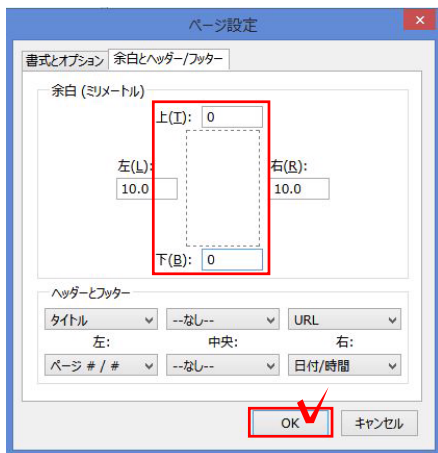 ページ設定
書式とオプション 余白とヘッダー/フッター
余白 (ミリメートル)
上(T): 0
左(L): 右(R):
10.0 10.0
下(B): 0
ヘッダーとフッター
タイトル --なし-- URL
左: 中央: 右:
ページ # / # --なし-- 日付/時間
OK キャンセル